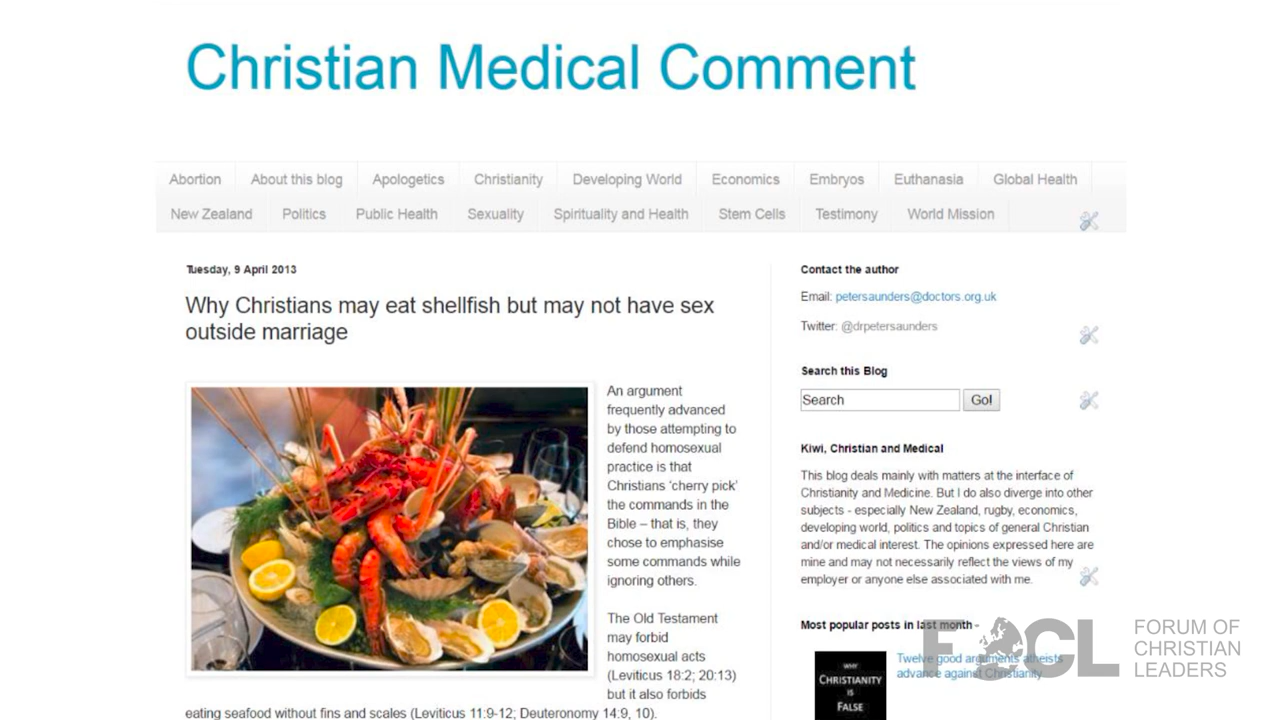 Christian Medical Comment
Abortion About this blog Apologetics Christianity Developing World Economics Embryos Euthanasia Global Health
New Zealand Politics Public Health Sexuality Spirituality and Health Stem Cells Testimony World Mission
Tuesday, 9 April 2013
Why Christians may eat shellfish but may not have sex
outside marriage
An argument
frequently advanced
by those attempting to
defend homosexual
practice is that
Christians ‘cherry pick’
the commands in the
Bible – that is, they
chose to emphasise
some commands while
ignoring others.
The Old Testament
may forbid
homosexual acts
(Leviticus 18:2; 20:13)
but it also forbids
eating seafood without fins and scales (Leviticus 11:9-12; Deuteronomy 14:9, 10).
Contact the author
Email: petersaunders@doctors.org.uk
Twitter: @drpetersaunders
Search this Blog
Search Go!
Kiwi, Christian and Medical
This blog deals mainly with matters at the interface of
Christianity and Medicine. But I do also diverge into other
subjects - especially New Zealand, rugby, economics,
developing world, politics and topics of general Christian
and/or medical interest. The opinions expressed here are
mine and may not necessarily reflect the views of my
employer or anyone else associated with me.
Most popular posts in last month -
WHY
CHRISTIANITY
IS
FALSE
Twelve good arguments atheists
advance against Christianity
FOCL
FORUM OF
CHRISTIAN
LEADERS